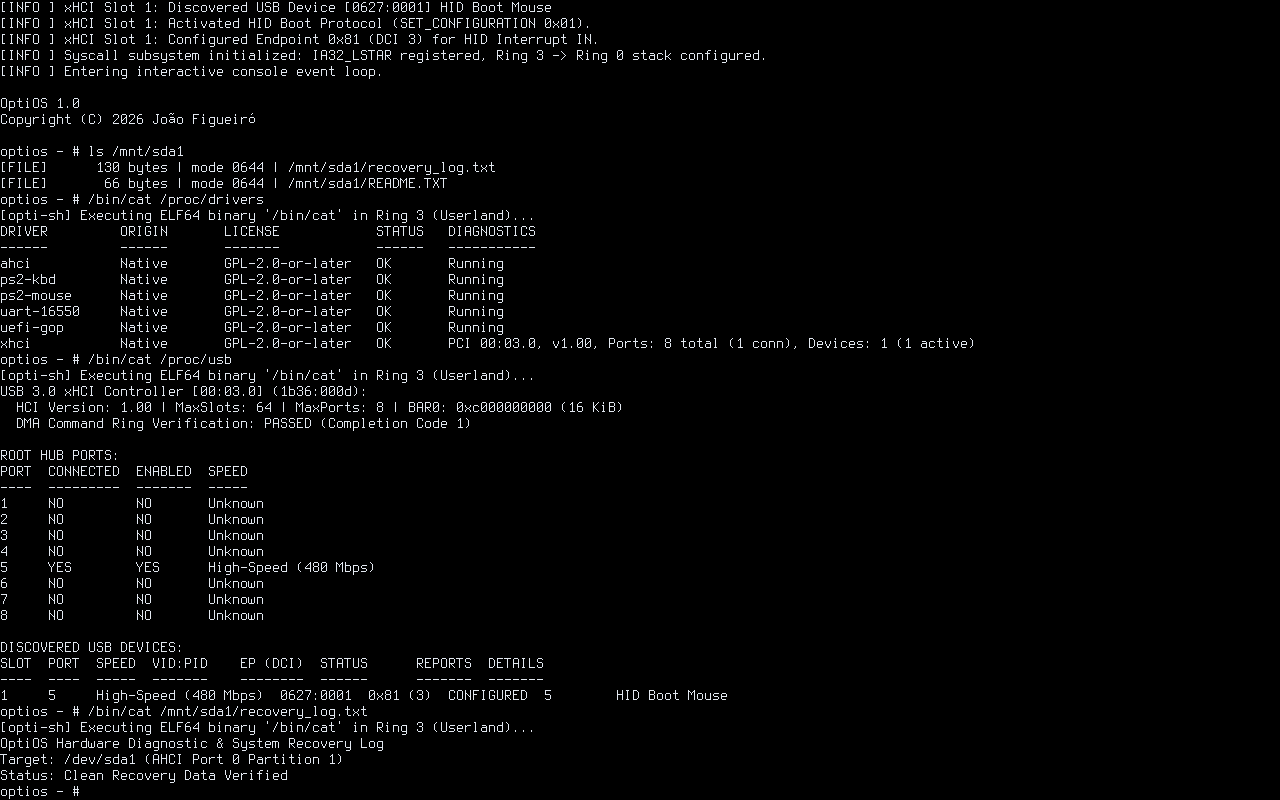 [INFO ] xHCI Slot 1: Discovered USB Device [0627:0001] HID Boot Mouse
[INFO ] xHCI Slot 1: Activated HID Boot Protocol (SET_CONFIGURATION 0x01).
[INFO ] xHCI Slot 1: Configured Endpoint 0x81 (DCI 3) for HID Interrupt IN.
[INFO ] Syscall subsystem initialized: IA32_LSTAR registered, Ring 3 -> Ring 0 stack configured.
[INFO ] Entering interactive console event loop.

OptiOS 1.0
Copyright (C) 2026 João Figueiró

optios ~ # ls /mnt/sda1
[FILE]      130 bytes | mode 0644 | /mnt/sda1/recovery_log.txt
[FILE]       66 bytes | mode 0644 | /mnt/sda1/README.TXT
optios ~ # /bin/cat /proc/drivers
[opti-sh] Executing ELF64 binary '/bin/cat' in Ring 3 (Userland)...
DRIVER         ORIGIN       LICENSE            STATUS   DIAGNOSTICS
------         ------       -------            ------   -----------
ahci           Native       GPL-2.0-or-later   OK       Running
ps2-kbd        Native       GPL-2.0-or-later   OK       Running
ps2-mouse      Native       GPL-2.0-or-later   OK       Running
uart-16550     Native       GPL-2.0-or-later   OK       Running
uefi-gop       Native       GPL-2.0-or-later   OK       Running
xhci           Native       GPL-2.0-or-later   OK       PCI 00:03.0, v1.00, Ports: 8 total (1 conn), Devices: 1 (1 active)
optios ~ # /bin/cat /proc/usb
[opti-sh] Executing ELF64 binary '/bin/cat' in Ring 3 (Userland)...
USB 3.0 xHCI Controller [00:03.0] (1b36:000d):
  HCI Version: 1.00 | MaxSlots: 64 | MaxPorts: 8 | BAR0: 0xc000000000 (16 KiB)
  DMA Command Ring Verification: PASSED (Completion Code 1)

ROOT HUB PORTS:
PORT  CONNECTED  ENABLED  SPEED
----  ---------  -------  -----
1     NO         NO       Unknown
2     NO         NO       Unknown
3     NO         NO       Unknown
4     NO         NO       Unknown
5     YES        YES      High-Speed (480 Mbps)
6     NO         NO       Unknown
7     NO         NO       Unknown
8     NO         NO       Unknown

DISCOVERED USB DEVICES:
SLOT  PORT  SPEED  VID:PID    EP (DCI)  STATUS      REPORTS  DETAILS
----  ----  -----  -------    --------  ------      -------  -------
1     5     High-Speed (480 Mbps)  0627:0001  0x81 (3)  CONFIGURED  5        HID Boot Mouse
optios ~ # /bin/cat /mnt/sda1/recovery_log.txt
[opti-sh] Executing ELF64 binary '/bin/cat' in Ring 3 (Userland)...
OptiOS Hardware Diagnostic & System Recovery Log
Target: /dev/sda1 (AHCI Port 0 Partition 1)
Status: Clean Recovery Data Verified
optios ~ #